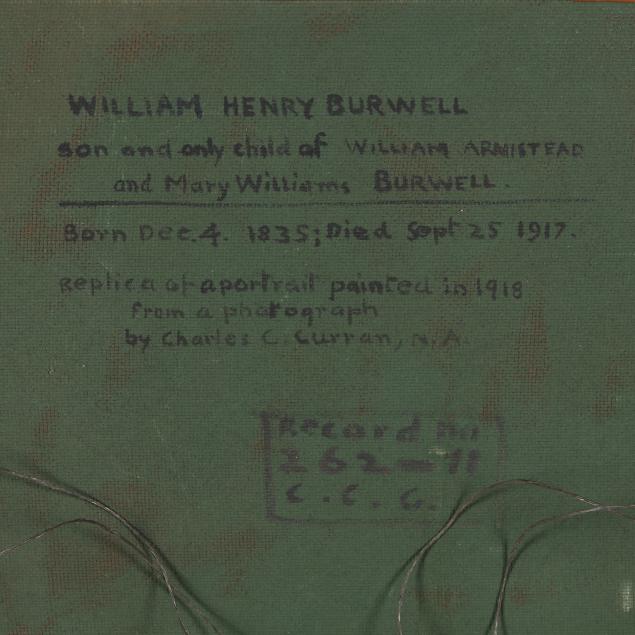 WILLIAM HENRY BURWELL
son and only child of WILLIAM ARMISTEAD
and Mary Williams BURWELL.
Born Dec. 4. 1835; Died Sept 25 1917.
Replica of a portrait painted in 1918
from a photograph
by Charles C. Curran, N.A.
Record No
262-11
C.C.C.